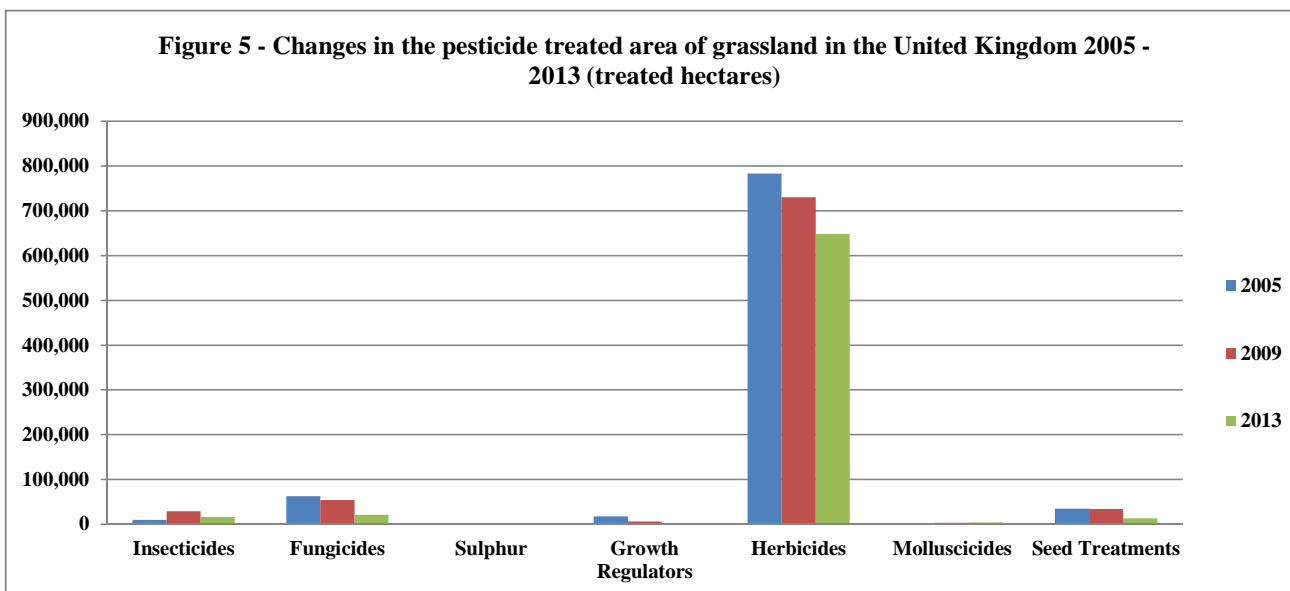 Figure 5 - Changes in the pesticide treated area of grassland in the United Kingdom 2005 -
2013 (treated hectares)
900,000
800,000
700,000
600,000
500,000
400,000
300,000
200,000
100,000
0
Insecticides
Fungicides
Sulphur
Growth
Regulators
Herbicides
Molluscicides
Seed Treatments
2005
2009
2013